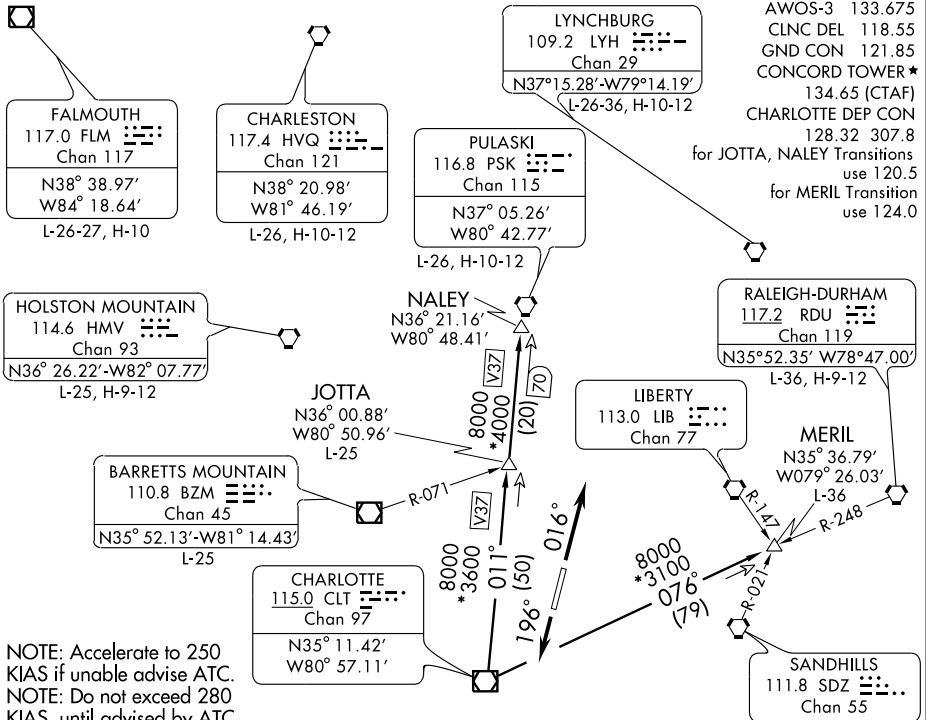 AWOS-3 133.675
CLNC DEL 118.55
GND CON 121.85
CONCORD TOWER★
134.65 (CTAF)
CHARLOTTE DEP CON
128.32 307.8
for JOTTA, NALEY Transitions
use 120.5
for MERIL Transition
use 124.0
LYNCHBURG
109.2 LYH
Chan 29
N37°15.28'-W79°14.19'
L-26-36, H-10-12
FALMOUTH
117.0 FLM
Chan 117
N38° 38.97'
W84° 18.64'
L-26-27, H-10
CHARLESTON
117.4 HVQ
Chan 121
N38° 20.98'
W81° 46.19'
L-26, H-10-12
PULASKI
116.8 PSK
Chan 115
N37° 05.26'
W80° 42.77'
L-26, H-10-12
HOLSTON MOUNTAIN
114.6 HMV
Chan 93
N36° 26.22'-W82° 07.77'
L-25, H-9-12
NALEY
N36° 21.16'
W80° 48.41'
RALEIGH-DURHAM
117.2 RDU
Chan 119
N35°52.35' W78°47.00'
L-36, H-9-12
V37
8000
*4000
(20)
70
JOTTA
N36° 00.88'
W80° 50.96'
L-25
LIBERTY
113.0 LIB
Chan 77
MERIL
N35° 36.79'
W079° 26.03'
L-36
BARRETTS MOUNTAIN
110.8 BZM
Chan 45
N35° 52.13'-W81° 14.43'
L-25
R-071
R-147
R-248
R-021
V37
8000
*3600
011°
(50)
016°
196°
8000
*3100
076°
(79)
CHARLOTTE
115.0 CLT
Chan 97
N35° 11.42'
W80° 57.11'
SANDHILLS
111.8 SDZ
Chan 55
NOTE: Accelerate to 250
KIAS if unable advise ATC.
NOTE: Do not exceed 280
KIAS until advised by ATC